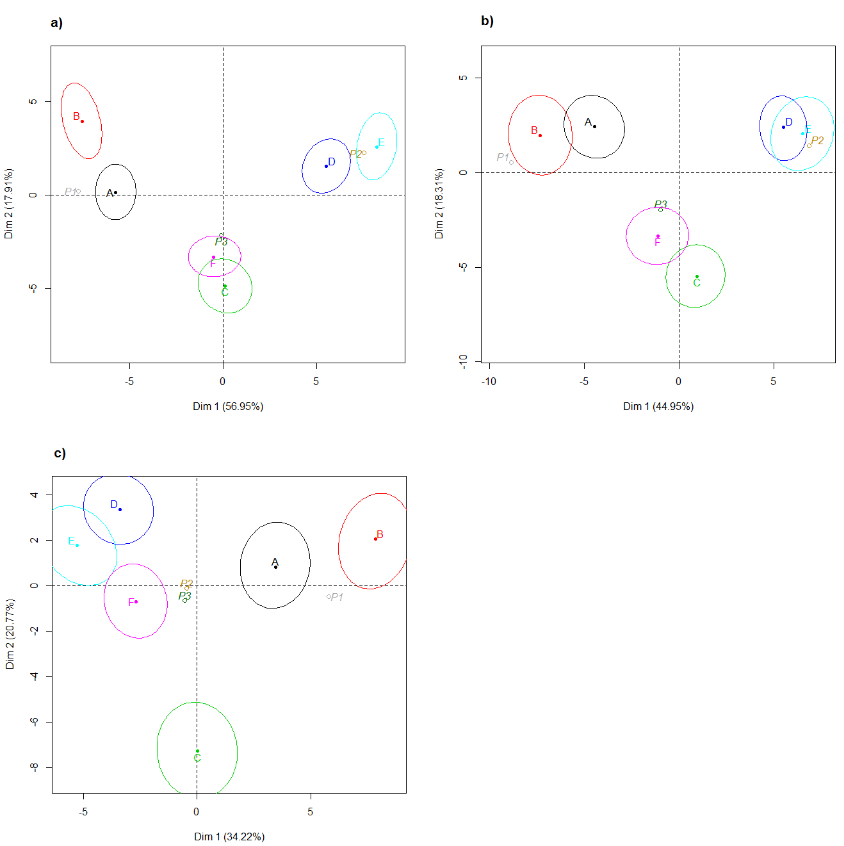 a)
B
E
P2
D
P1
A
P3
F
C
5
0
-5
-5
0
5
Dim 2 (17.91%)
Dim 1 (56.95%)
b)
A
D
B
E
P2
P1
P3
F
C
5
0
-5
-10
-10
-5
0
5
Dim 2 (18.31%)
Dim 1 (44.95%)
c)
D
B
E
A
P2
P3
P1
F
C
4
2
0
-2
-4
-6
-8
-5
0
5
Dim 2 (20.77%)
Dim 1 (34.22%)